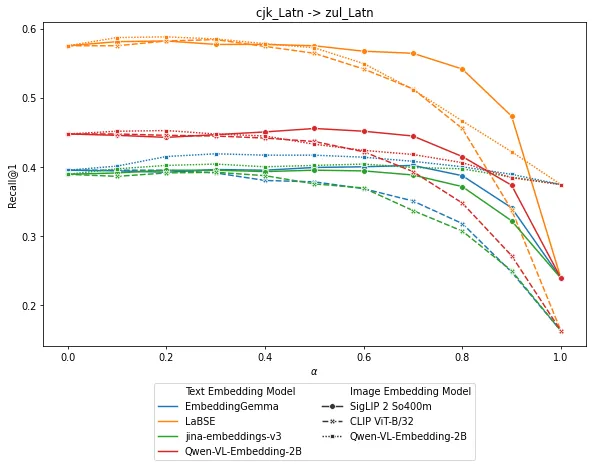 cjk_Latn -> zul_Latn
Recall@1
0.6
0.5
0.4
0.3
0.2
0.0 0.2 0.4 0.6 0.8 1.0
α
Text Embedding Model Image Embedding Model
EmbeddingGemma SigLIP 2 So400m
LaBSE CLIP ViT-B/32
jina-embeddings-v3 Qwen-VL-Embedding-2B
Qwen-VL-Embedding-2B